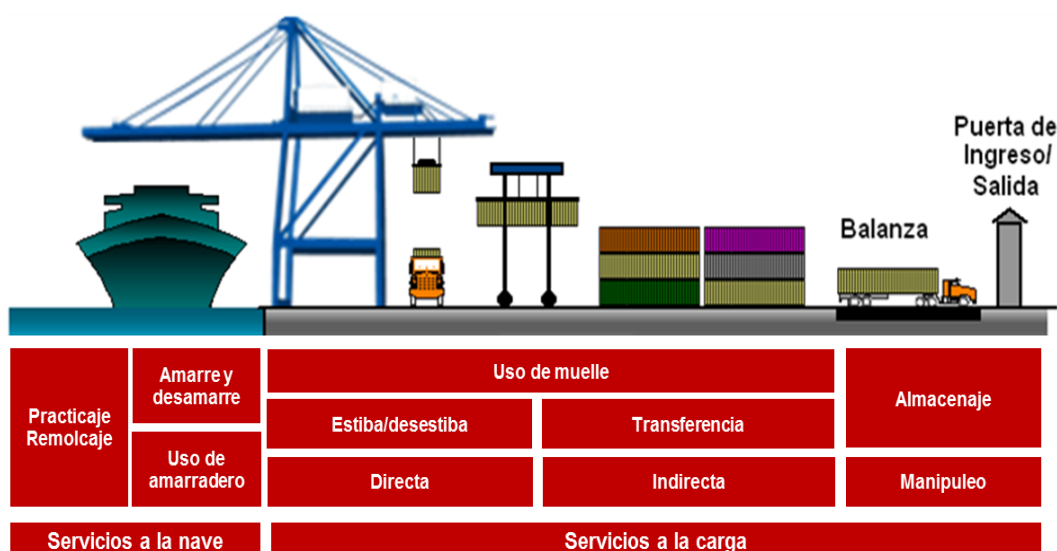 Puerta de
Ingreso/
Salida
Balanza
Practicaje
Remolcaje
Amarre y
desamarre
Uso de
amarradero
Uso de muelle
Estiba/desestiba
Transferencia
Directa
Indirecta
Almacenaje
Manipuleo
Servicios a la nave
Servicios a la carga